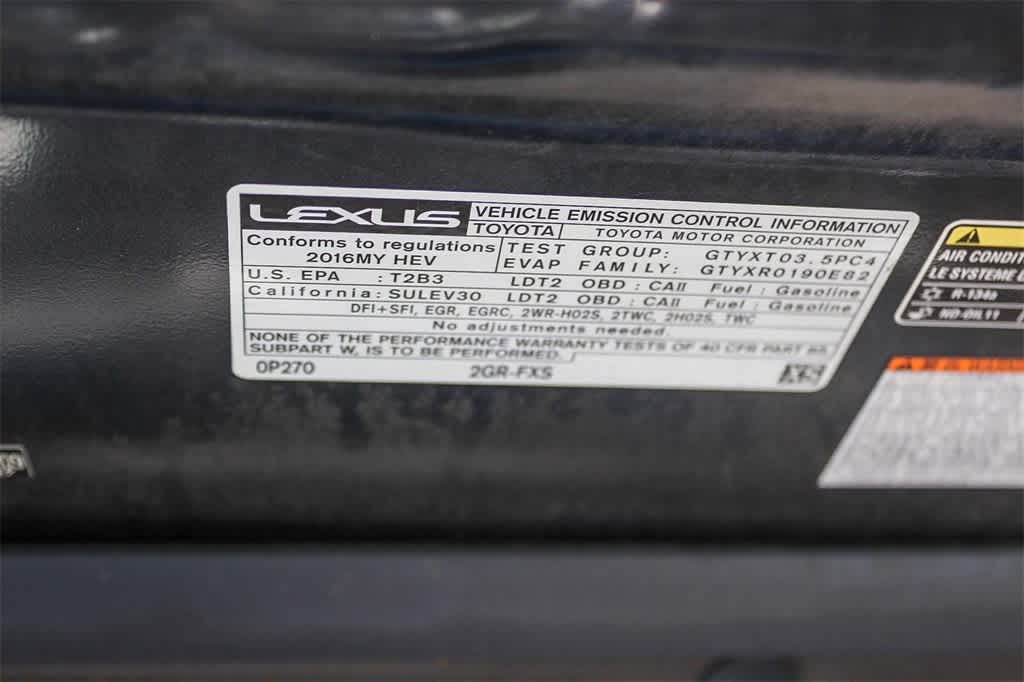 LEXUS VEHICLE EMISSION CONTROL INFORMATION
TOYOTA TOYOTA MOTOR CORPORATION
Conforms to regulations TEST GROUP: GTYXT03.5PC4
2016MY HEV EVAP FAMILY: GTYXR0190E82
U.S. EPA : T2B3 LDT2 OBD : CAII Fuel : Gasoline
California: SULEV30 LDT2 OBD : CAII Fuel : Gasoline
DFI+SFI, EGR, EGRC, 2WR-HO2S, 2TWC, 2HO2S, TWC
No adjustments needed.
NONE OF THE PERFORMANCE WARRANTY TESTS OF 40 CFR PART 85
SUBPART W, IS TO BE PERFORMED.
0P270 2GR-FXS
AIR CONDIT
LE SYSTEME
R-134a
ND-OIL 11